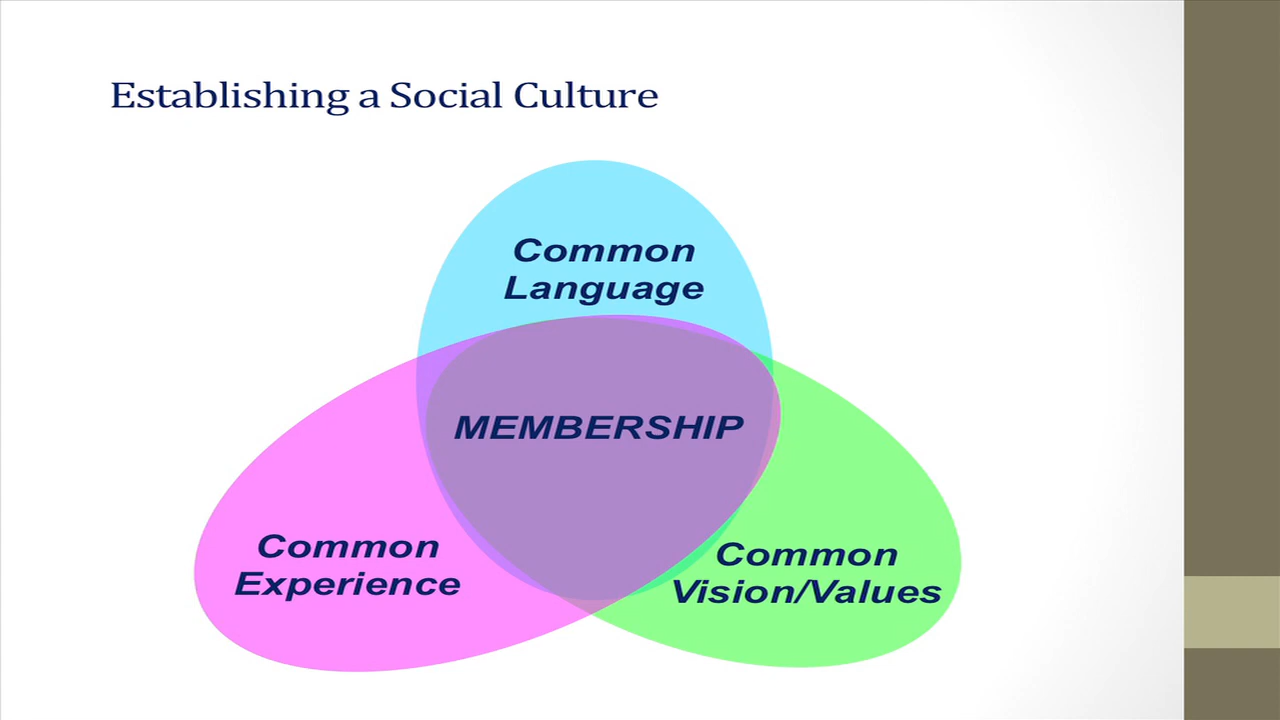 Establishing a Social Culture
Common
Language
MEMBERSHIP
Common
Experience
Common
Vision/Values